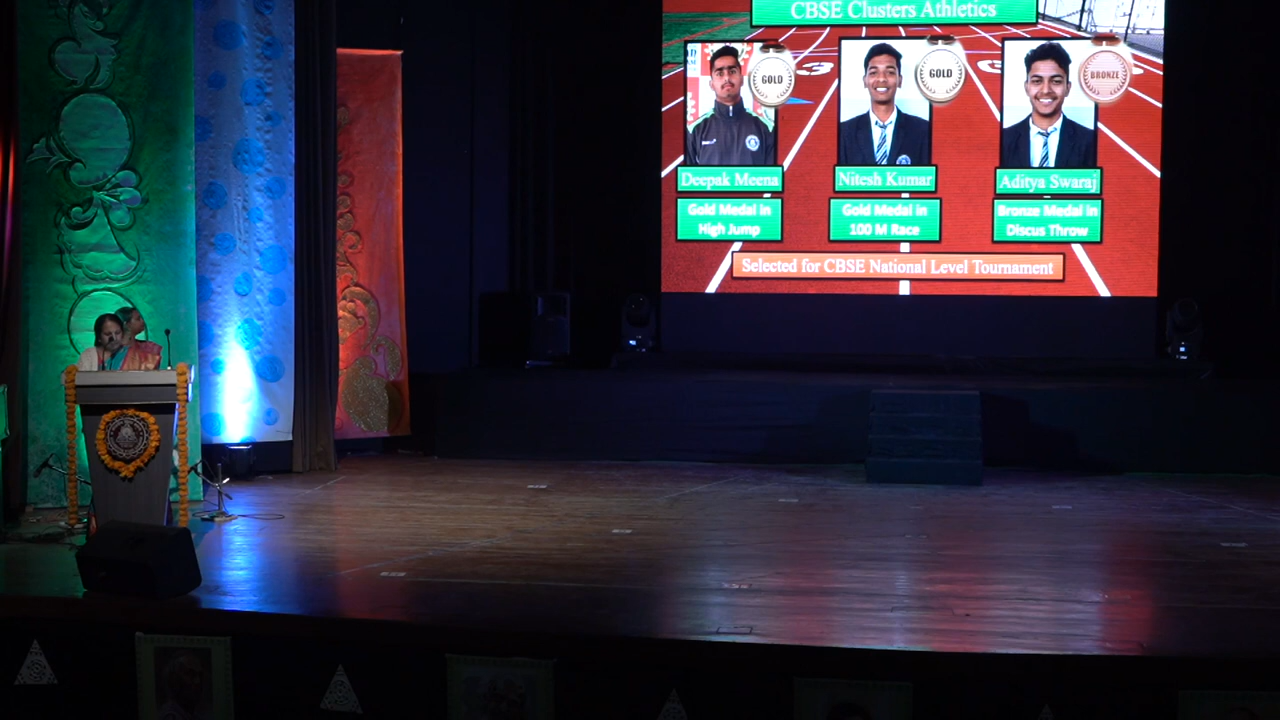 CBSE Clusters Athletics
GOLD
GOLD
BRONZE
3
Deepak Meena
Nitesh Kumar
Aditya Swaraj
Gold Medal in
High Jump
Gold Medal in
100 M Race
Bronze Medal in
Discus Throw
Selected for CBSE National Level Tournament